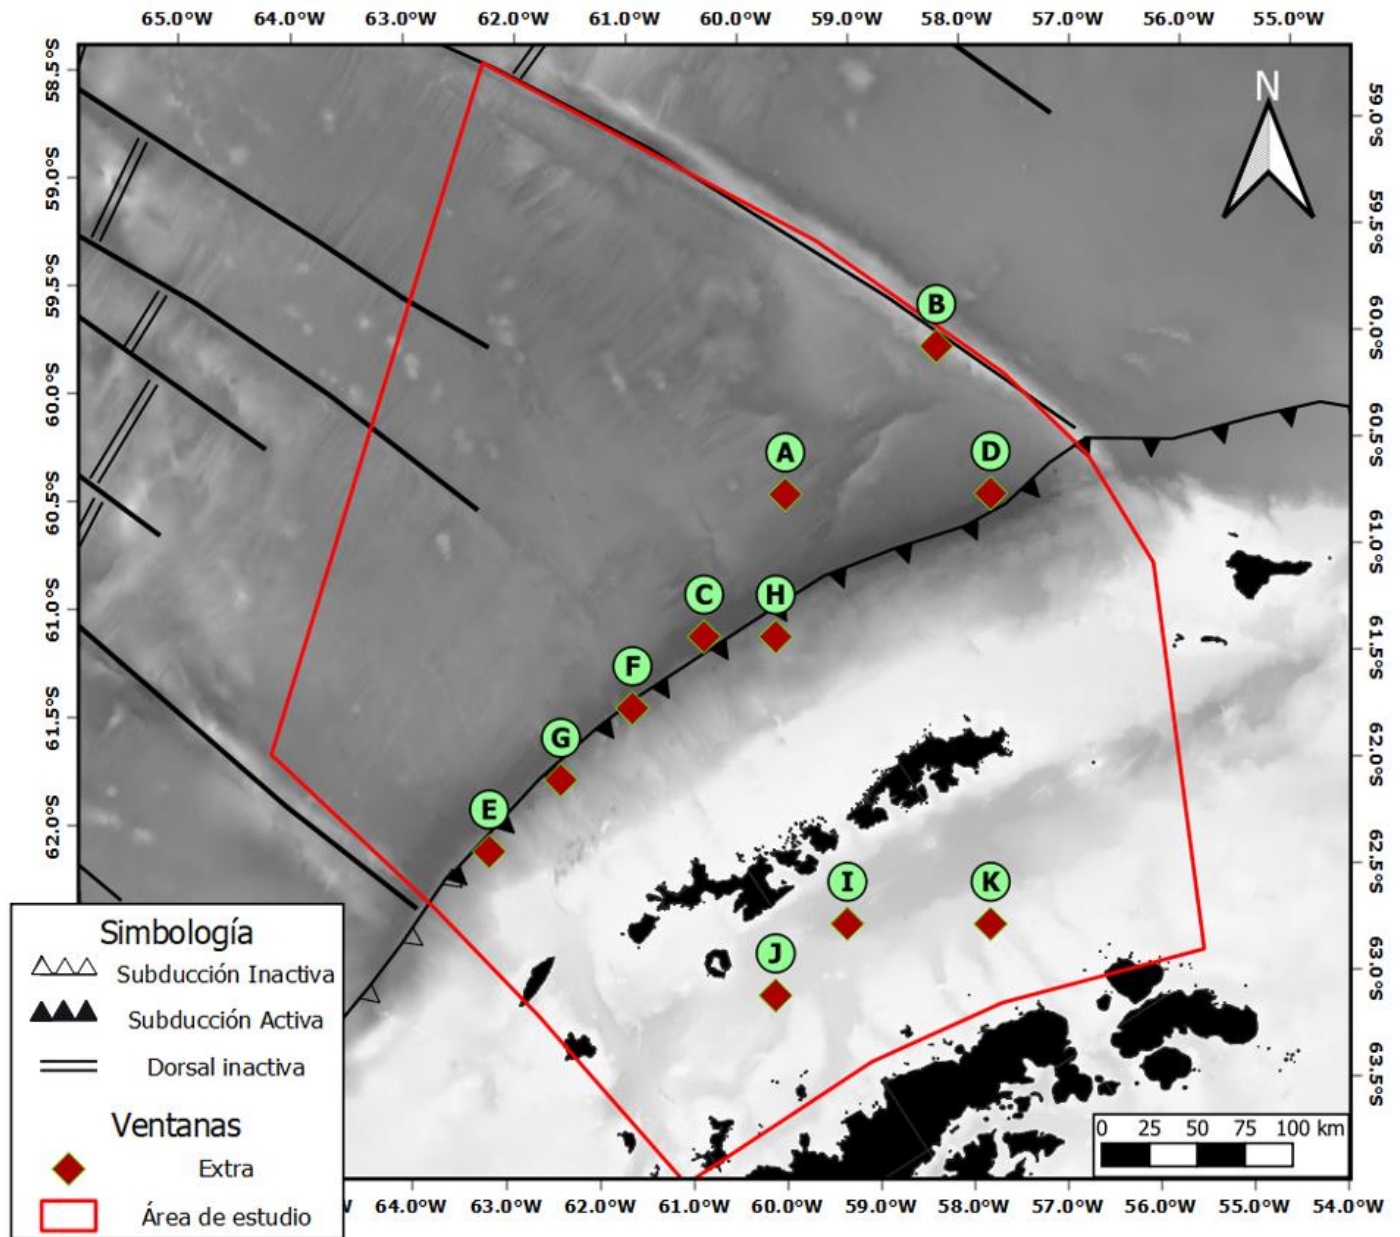 65.0°W 64.0°W 63.0°W 62.0°W 61.0°W 60.0°W 59.0°W 58.0°W 57.0°W 56.0°W 55.0°W
58.5°S
59.0°S
59.5°S
60.0°S
60.5°S
61.0°S
61.5°S
62.0°S
59.0°S
59.5°S
60.0°S
60.5°S
61.0°S
61.5°S
62.0°S
62.5°S
63.0°S
63.5°S
N
B
A
D
C
H
F
G
E
I
K
J
Simbología
Subducción Inactiva
Subducción Activa
Dorsal inactiva
Ventanas
Extra
Área de estudio
0 25 50 75 100 km
W 64.0°W 63.0°W 62.0°W 61.0°W 60.0°W 59.0°W 58.0°W 57.0°W 56.0°W 55.0°W 54.0°W